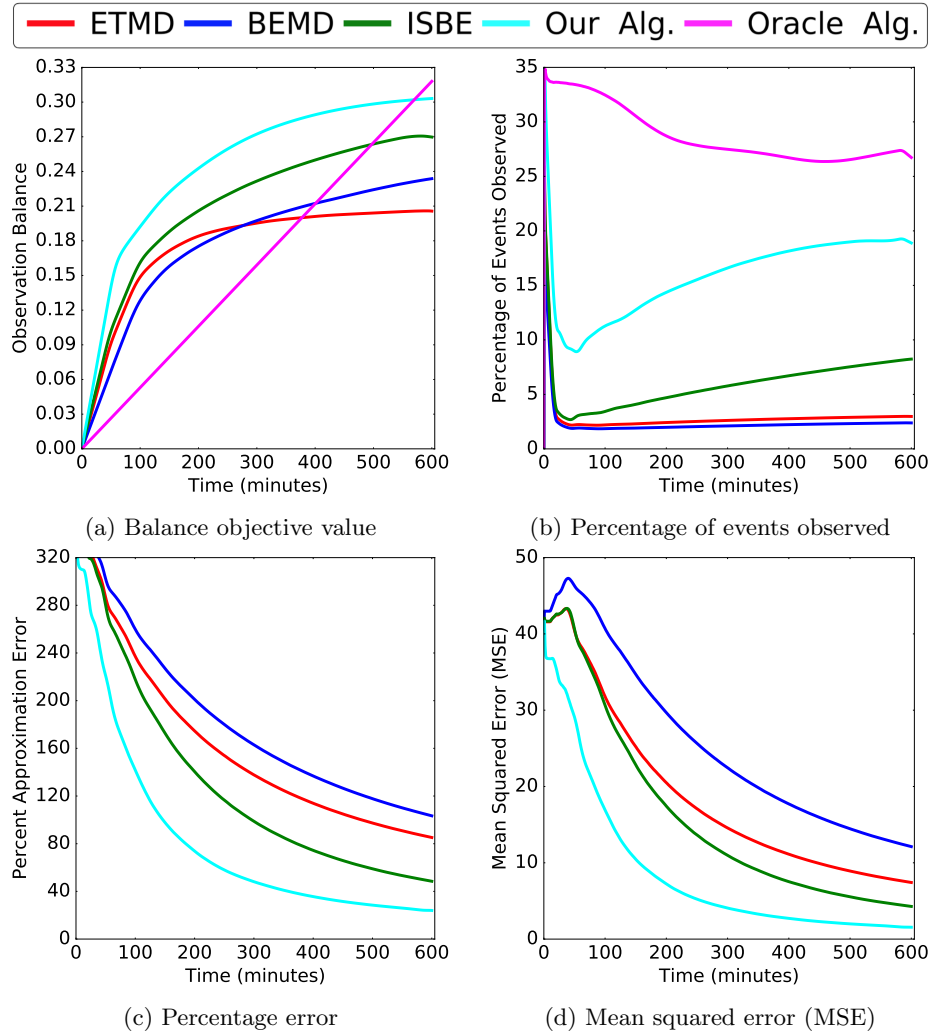 ETMD BEMD ISBE Our Alg. Oracle Alg.
0.33
0.30
0.27
0.24
0.21
0.18
0.15
0.12
0.09
0.06
0.03
0.00
Observation Balance
0 100 200 300 400 500 600
Time (minutes)
(a) Balance objective value
35
30
25
20
15
10
5
0
Percentage of Events Observed
0 100 200 300 400 500 600
Time (minutes)
(b) Percentage of events observed
320
280
240
200
160
120
80
40
0
Percent Approximation Error
0 100 200 300 400 500 600
Time (minutes)
(c) Percentage error
50
40
30
20
10
0
Mean Squared Error (MSE)
0 100 200 300 400 500 600
Time (minutes)
(d) Mean squared error (MSE)